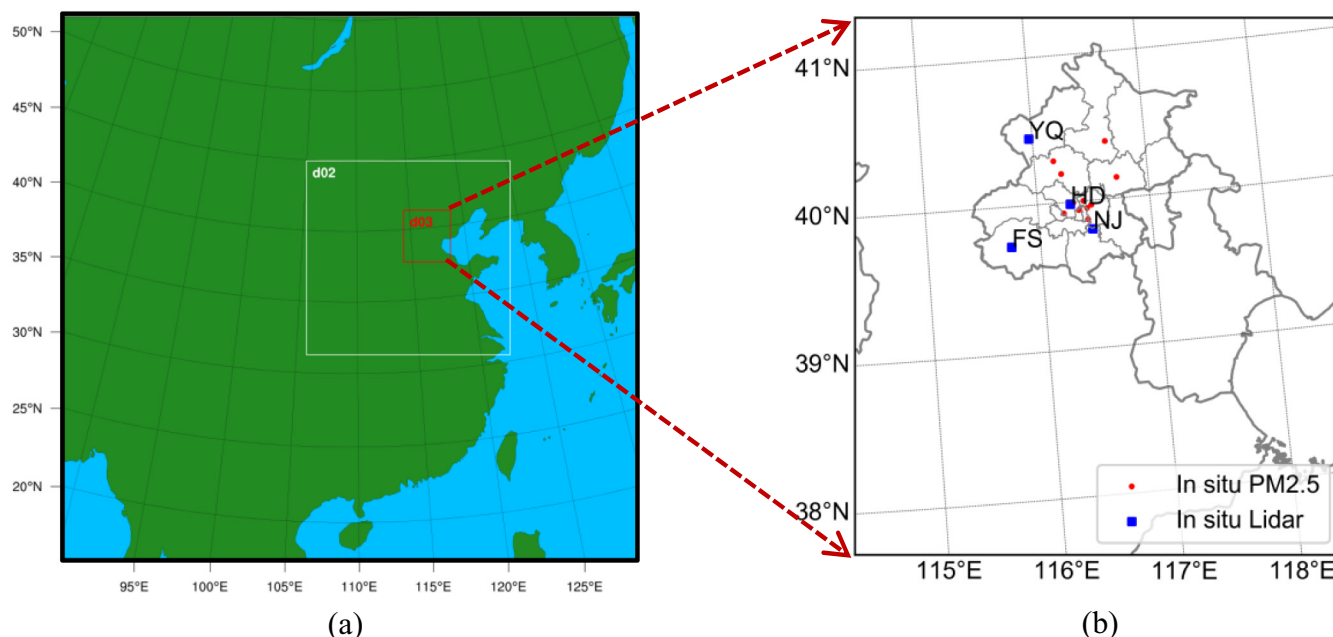 50°N
45°N
40°N
35°N
30°N
25°N
20°N
d02
d03
95°E 100°E 105°E 110°E 115°E 120°E 125°E
(a)
41°N
40°N
39°N
38°N
YQ
HD
NJ
FS
In situ PM2.5
In situ Lidar
115°E 116°E 117°E 118°E
(b)